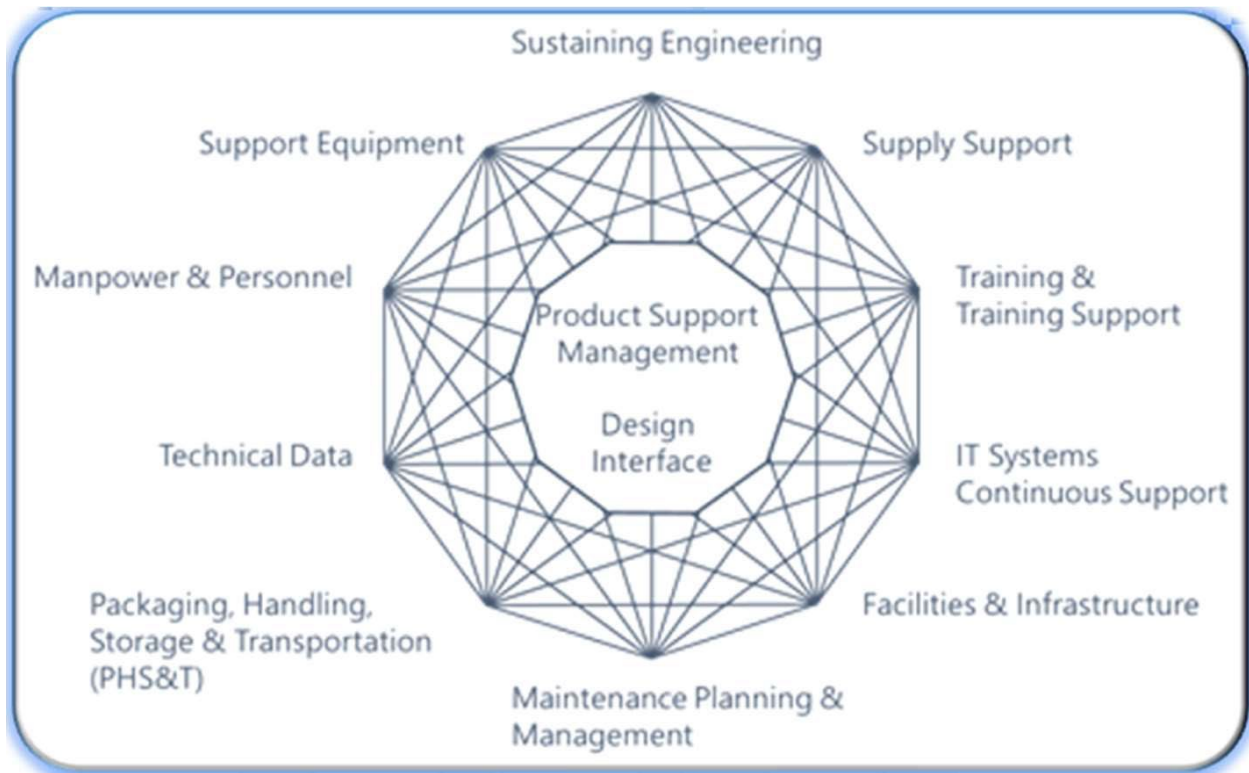 Sustaining Engineering
Support Equipment
Supply Support
Manpower & Personnel
Training &
Training Support
Product Support
Management
Design
Interface
Technical Data
IT Systems
Continuous Support
Packaging, Handling,
Storage & Transportation
(PHS&T)
Facilities & Infrastructure
Maintenance Planning &
Management